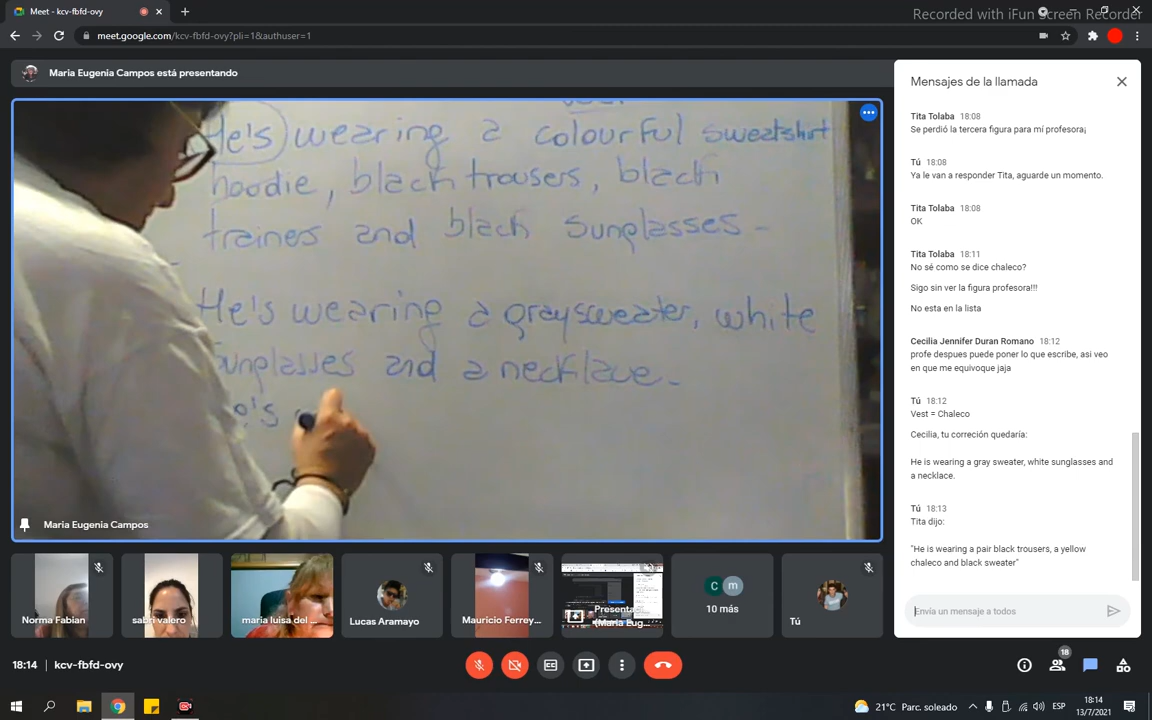 Meet - kcv-fbfd-ovy
Recorded with iFun Screen Recorder
meet.google.com/kcv-fbfd-ovy?pli=1&authuser=1
Maria Eugenia Campos está presentando
vest
He's wearing a colourful sweatshirt
hoodie, black trousers, black
trainers and black sunglasses.
He's wearing a graysweater, white
sunglasses and a necklace.
He's
Maria Eugenia Campos
Norma Fabian
sabri valero
maria luisa del ...
Lucas Aramayo
Mauricio Ferrey...
Presentaci...
(Maria Eug...
C m
10 más
Tú
Mensajes de la llamada
Tita Tolaba 18:08
Se perdió la tercera figura para mí profesora¡
Tú 18:08
Ya le van a responder Tita, aguarde un momento.
Tita Tolaba 18:08
OK
Tita Tolaba 18:11
No sé como se dice chaleco?
Sigo sin ver la figura profesora!!!
No esta en la lista
Cecilia Jennifer Duran Romano 18:12
profe despues puede poner lo que escribe, asi veo
en que me equivoque jaja
Tú 18:12
Vest = Chaleco
Cecilia, tu correción quedaría:
He is wearing a gray sweater, white sunglasses and
a necklace.
Tú 18:13
Tita dijo:
"He is wearing a pair black trousers, a yellow
chaleco and black sweater"
Envía un mensaje a todos
18:14 | kcv-fbfd-ovy
18
21°C Parc. soleado
ESP
18:14
13/7/2021